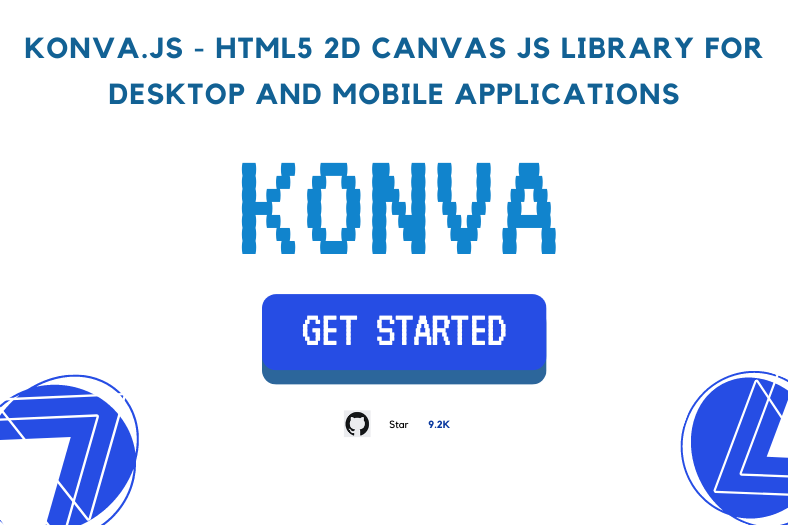 KONVA.JS - HTML5 2D CANVAS JS LIBRARY FOR
DESKTOP AND MOBILE APPLICATIONS
KONVA
GET STARTED
Star 9.2K